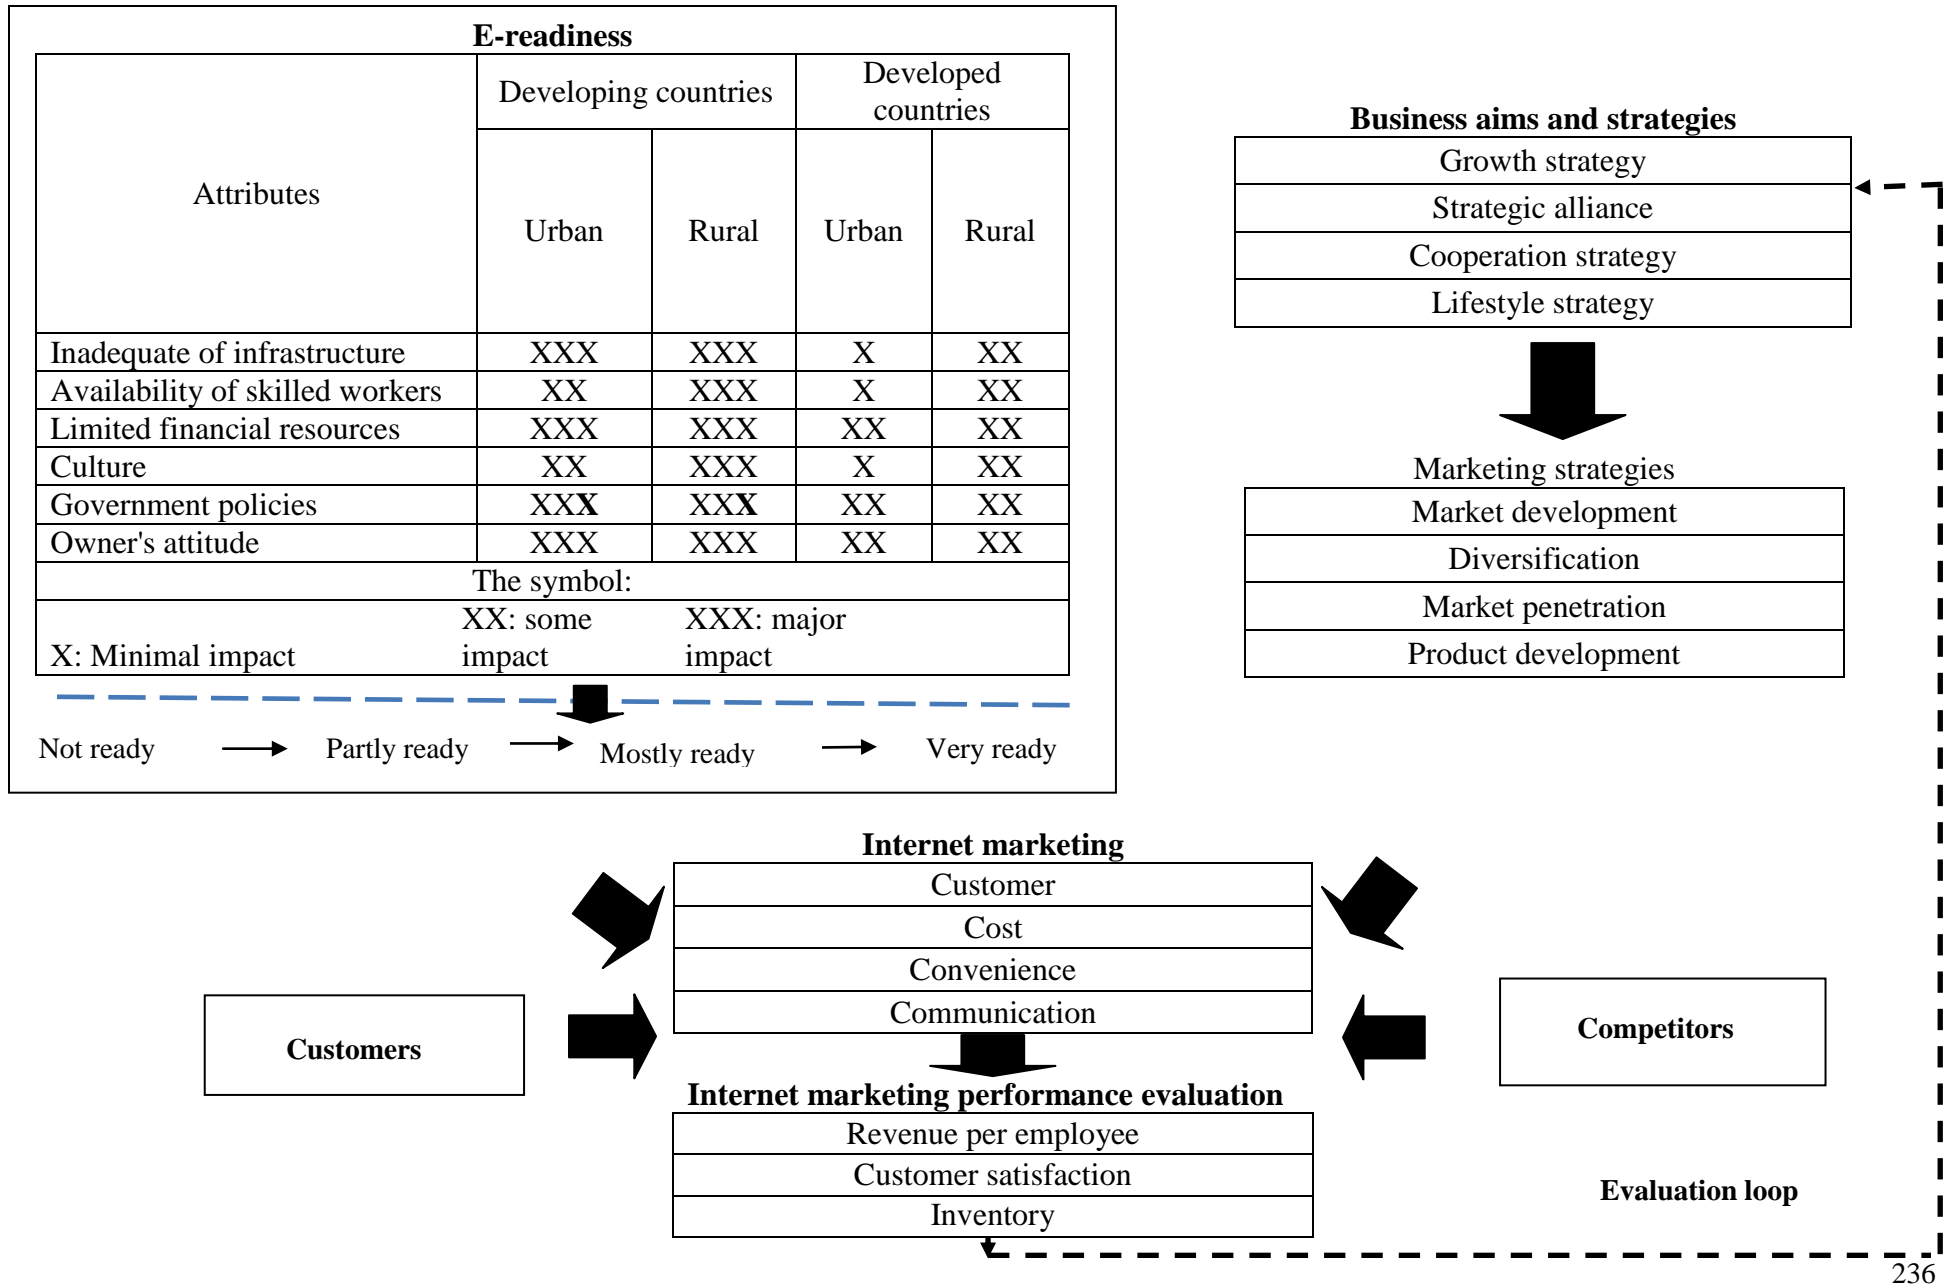 E-readiness
Attributes
Developing countries
Developed
countries
Urban
Rural
Urban
Rural
Inadequate of infrastructure XXX XXX X XX
Availability of skilled workers XX XXX X XX
Limited financial resources XXX XXX XX XX
Culture XX XXX X XX
Government policies XXX XXX XX XX
Owner's attitude XXX XXX XX XX
The symbol:
X: Minimal impact
XX: some
impact
XXX: major
impact
Not ready
Partly ready
Mostly ready
Very ready
Business aims and strategies
Growth strategy
Strategic alliance
Cooperation strategy
Lifestyle strategy
Marketing strategies
Market development
Diversification
Market penetration
Product development
Internet marketing
Customer
Cost
Convenience
Communication
Customers
Competitors
Internet marketing performance evaluation
Revenue per employee
Customer satisfaction
Inventory
Evaluation loop
236